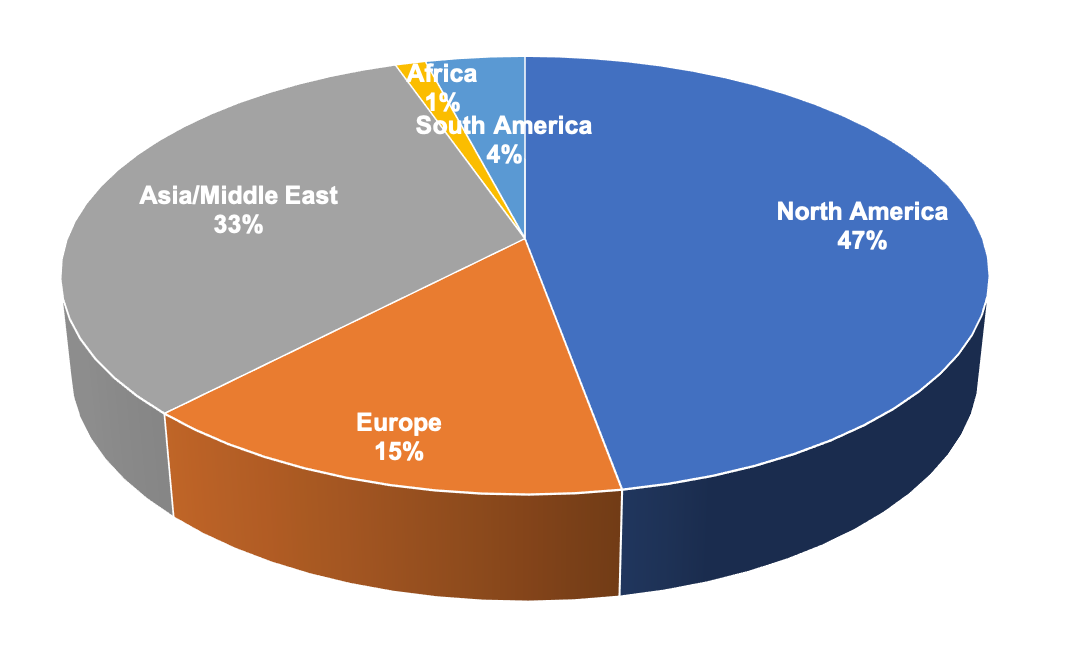 Africa
1%
South America
4%
Asia/Middle East
33%
North America
47%
Europe
15%